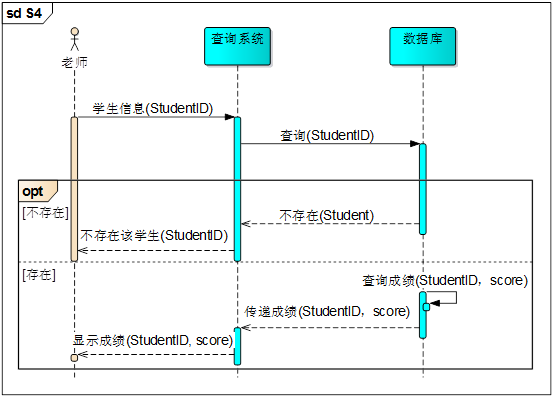 sd S4
老师
查询系统
数据库
学生信息(StudentID)
查询(StudentID)
opt
[不存在]
不存在(Student)
不存在该学生(StudentID)
[存在]
查询成绩(StudentID，score)
传递成绩(StudentID，score)
显示成绩(StudentID, score)